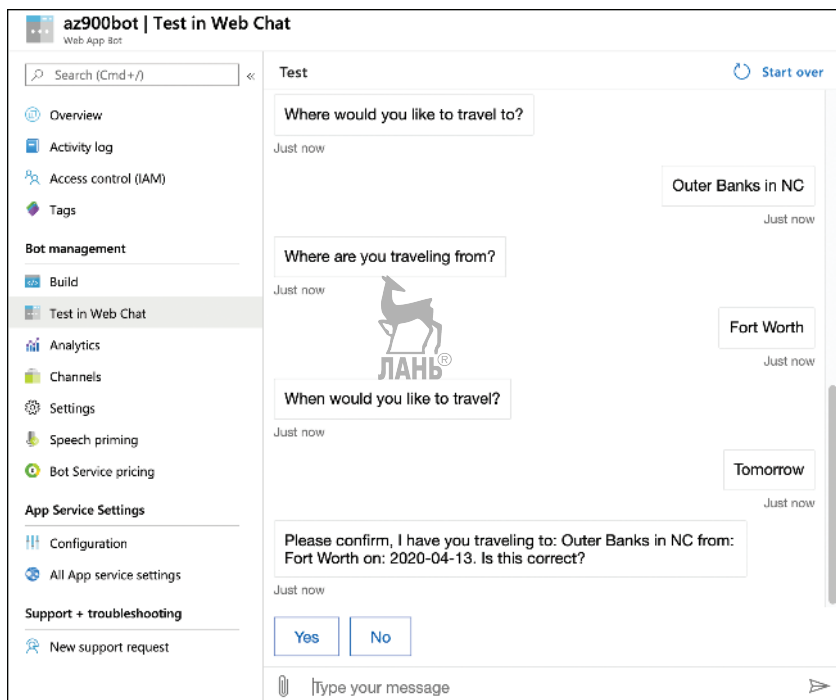 az900bot | Test in Web Chat
Web App Bot
Search (Cmd+/)
«
Overview
Activity log
Access control (IAM)
Tags
Bot management
Build
Test in Web Chat
Analytics
Channels
Settings
Speech priming
Bot Service pricing
App Service Settings
Configuration
All App service settings
Support + troubleshooting
New support request
Test
Start over
Where would you like to travel to?
Just now
Outer Banks in NC
Just now
Where are you traveling from?
Just now
Fort Worth
Just now
ЛАНЬ®
When would you like to travel?
Just now
Tomorrow
Just now
Please confirm, I have you traveling to: Outer Banks in NC from:
Fort Worth on: 2020-04-13. Is this correct?
Just now
Yes
No
Type your message